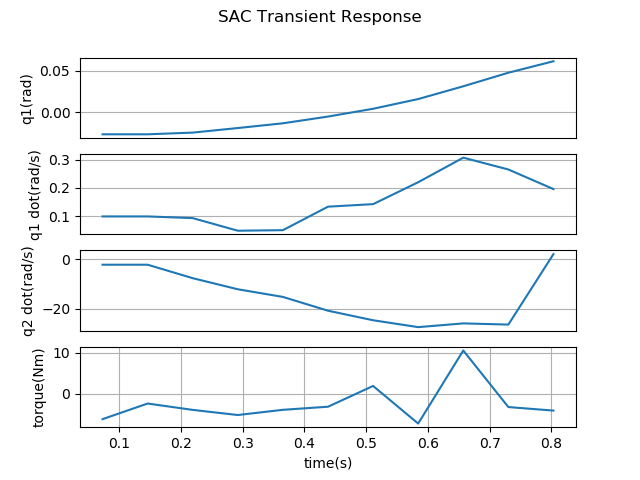 SAC Transient Response
0.05
0.00
q1(rad)
0.3
0.2
0.1
q1 dot(rad/s)
0
−20
q2 dot(rad/s)
10
0
torque(Nm)
0.1 0.2 0.3 0.4 0.5 0.6 0.7 0.8
time(s)